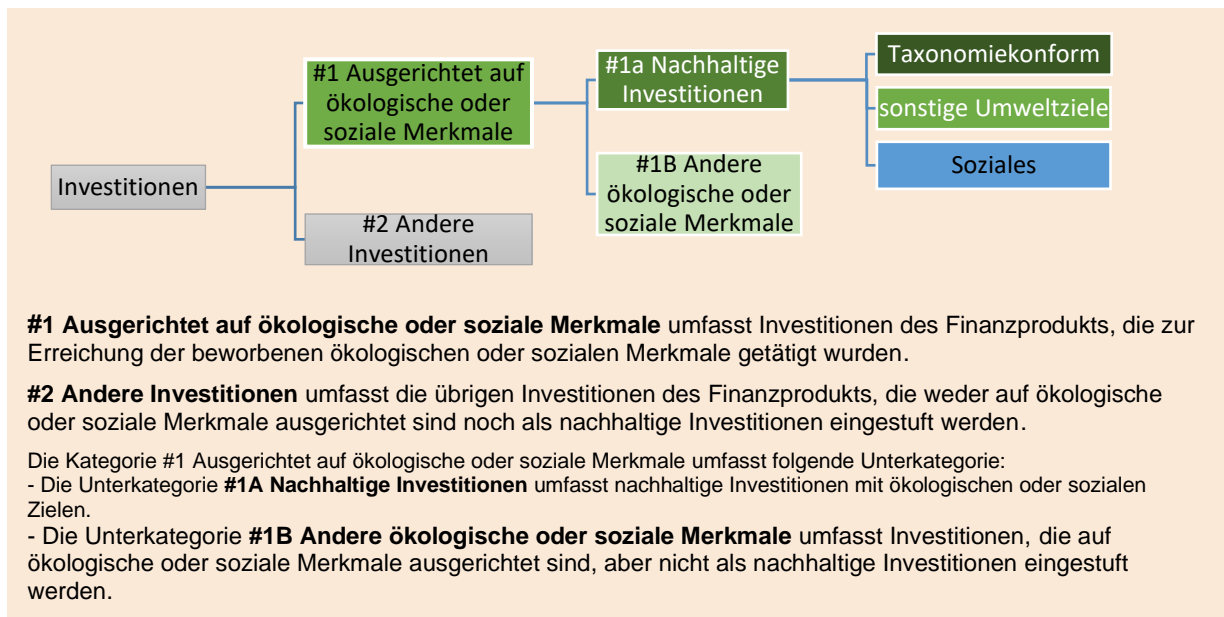 #1 Ausgerichtet auf
ökologische oder
soziale Merkmale
#1a Nachhaltige
Investitionen
Taxonomiekonform
sonstige Umweltziele
Soziales
#1B Andere
ökologische oder
soziale Merkmale
Investitionen
#2 Andere
Investitionen
#1 Ausgerichtet auf ökologische oder soziale Merkmale umfasst Investitionen des Finanzprodukts, die zur
Erreichung der beworbenen ökologischen oder sozialen Merkmale getätigt wurden.
#2 Andere Investitionen umfasst die übrigen Investitionen des Finanzprodukts, die weder auf ökologische
oder soziale Merkmale ausgerichtet sind noch als nachhaltige Investitionen eingestuft werden.
Die Kategorie #1 Ausgerichtet auf ökologische oder soziale Merkmale umfasst folgende Unterkategorie:
- Die Unterkategorie #1A Nachhaltige Investitionen umfasst nachhaltige Investitionen mit ökologischen oder sozialen
Zielen.
- Die Unterkategorie #1B Andere ökologische oder soziale Merkmale umfasst Investitionen, die auf
ökologische oder soziale Merkmale ausgerichtet sind, aber nicht als nachhaltige Investitionen eingestuft
werden.